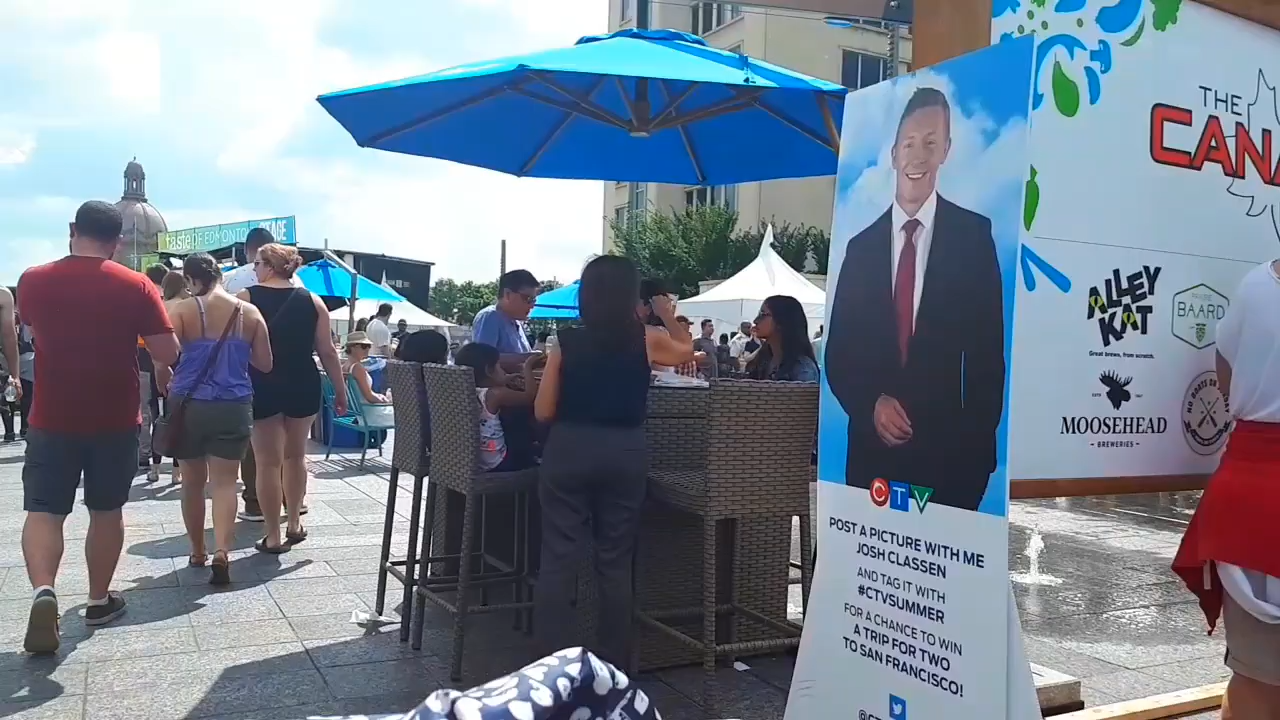 taste OF EDMONTON STAGE
THE
CANA
ALLEY
KAT
Great brews, from scratch.
BAARD
MOOSEHEAD
BREWERIES
CTV
POST A PICTURE WITH ME
JOSH CLASSEN
AND TAG IT WITH
#CTVSUMMER
FOR A CHANCE TO WIN
A TRIP FOR TWO
TO SAN FRANCISCO!